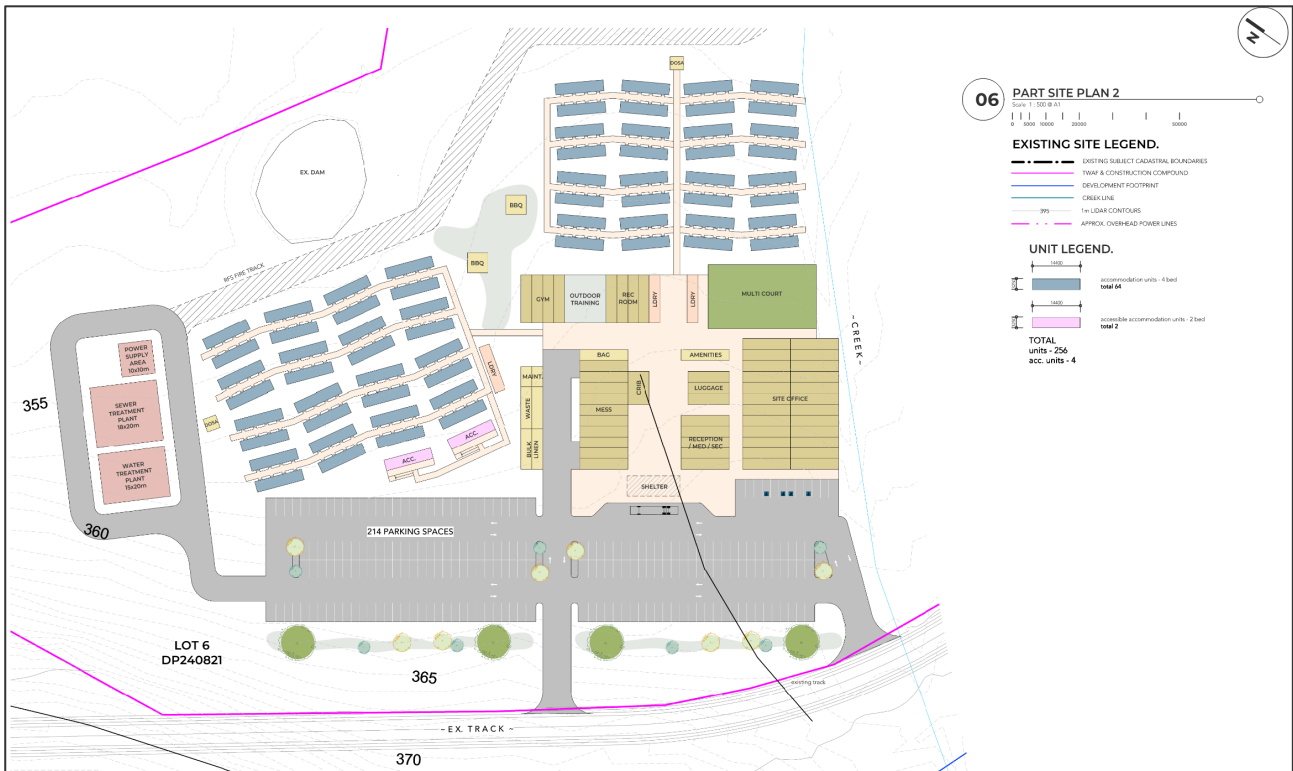 N
06
PART SITE PLAN 2
Scale 1 : 500 @ A1
0 5000 10000 20000 50000
EXISTING SITE LEGEND.
EXISTING SUBJECT CADASTRAL BOUNDARIES
TWAF & CONSTRUCTION COMPOUND
DEVELOPMENT FOOTPRINT
CREEK LINE
395 1m LIDAR CONTOURS
APPROX. OVERHEAD POWER LINES
UNIT LEGEND.
14400
accommodation units - 4 bed
total 64
14400
accessible accommodation units - 2 bed
total 2
TOTAL
units - 256
acc. units - 4
DOSA
EX. DAM
BBQ
BBQ
RFS FIRE TRACK
GYM
OUTDOOR
TRAINING
REC
ROOM
LDRY
LDRY
MULTI COURT
- CREEK -
POWER
SUPPLY
AREA
10x10m
SEWER
TREATMENT
PLANT
18x20m
WATER
TREATMENT
PLANT
15x20m
DOSA
LDRY
ACC.
ACC.
MAINT.
WASTE
BULK
LINEN
BAG
MESS
CRIB
AMENITIES
LUGGAGE
RECEPTION
/ MED / SEC
SITE OFFICE
SHELTER
214 PARKING SPACES
355
360
LOT 6
DP240821
365
existing track
- EX. TRACK -
370